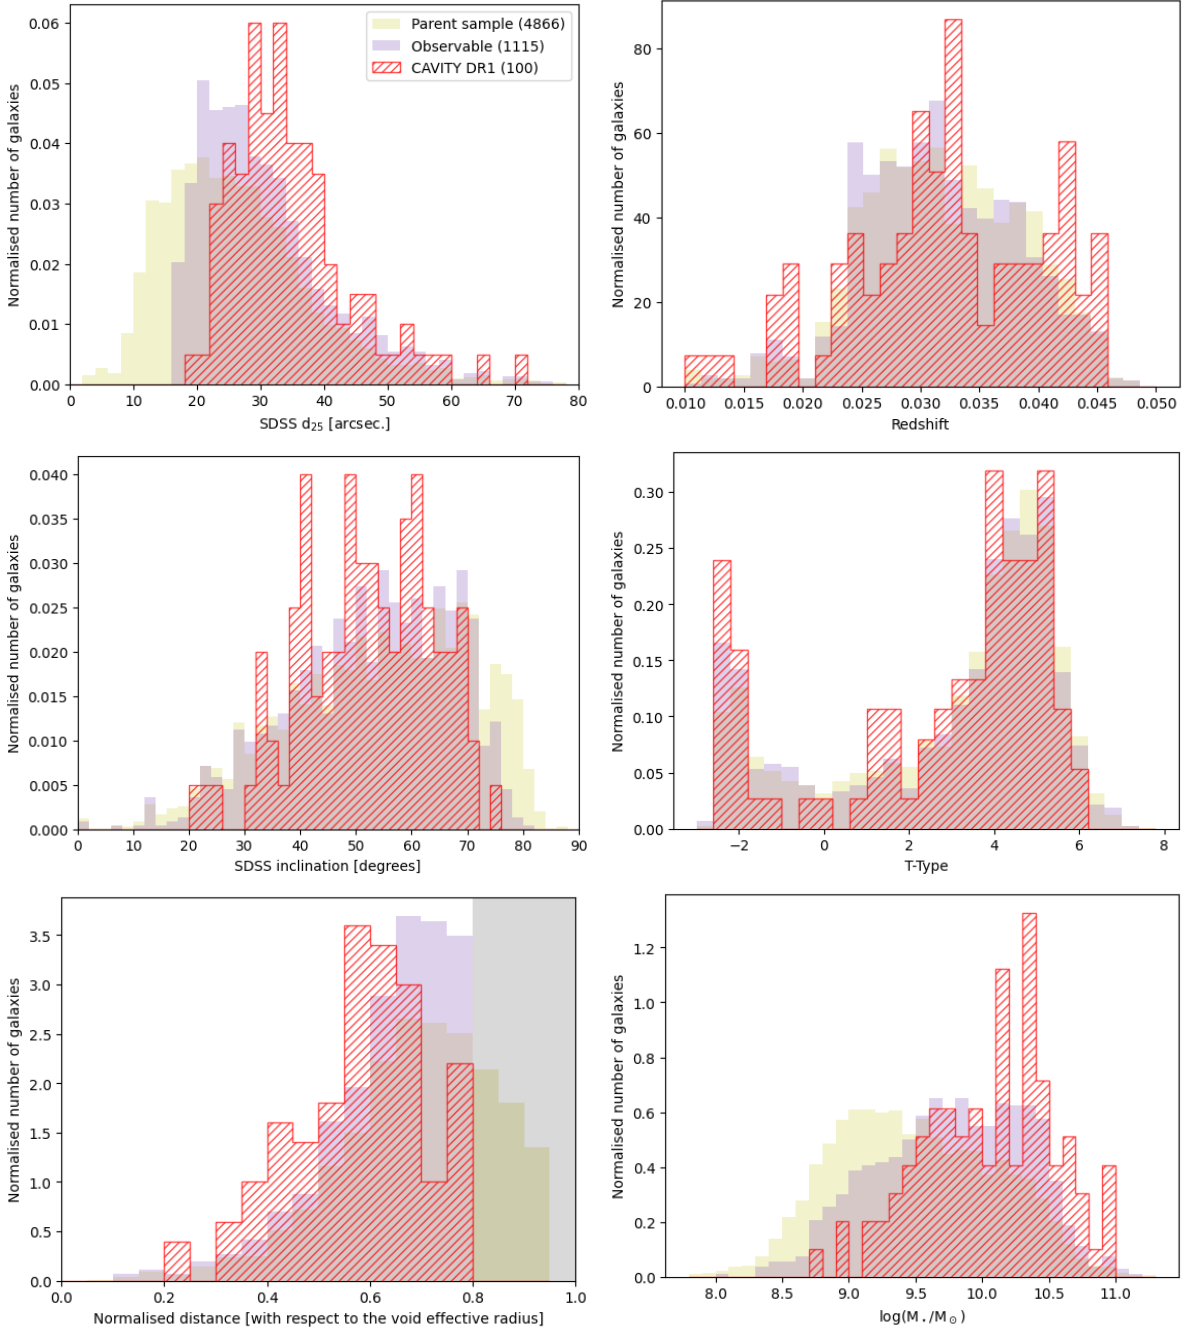 Parent sample (4866)
Observable (1115)
CAVITY DR1 (100)
Normalised number of galaxies
0.00 0.01 0.02 0.03 0.04 0.05 0.06
0 10 20 30 40 50 60 70 80
SDSS d₂₅ [arcsec.]
Normalised number of galaxies
0 20 40 60 80
0.010 0.015 0.020 0.025 0.030 0.035 0.040 0.045 0.050
Redshift
Normalised number of galaxies
0.000 0.005 0.010 0.015 0.020 0.025 0.030 0.035 0.040
0 10 20 30 40 50 60 70 80 90
SDSS inclination [degrees]
Normalised number of galaxies
0.00 0.05 0.10 0.15 0.20 0.25 0.30
−2 0 2 4 6 8
T-Type
Normalised number of galaxies
0.0 0.5 1.0 1.5 2.0 2.5 3.0 3.5
0.0 0.2 0.4 0.6 0.8 1.0
Normalised distance [with respect to the void effective radius]
Normalised number of galaxies
0.0 0.2 0.4 0.6 0.8 1.0 1.2
8.0 8.5 9.0 9.5 10.0 10.5 11.0
log(M⋆/M⊙)